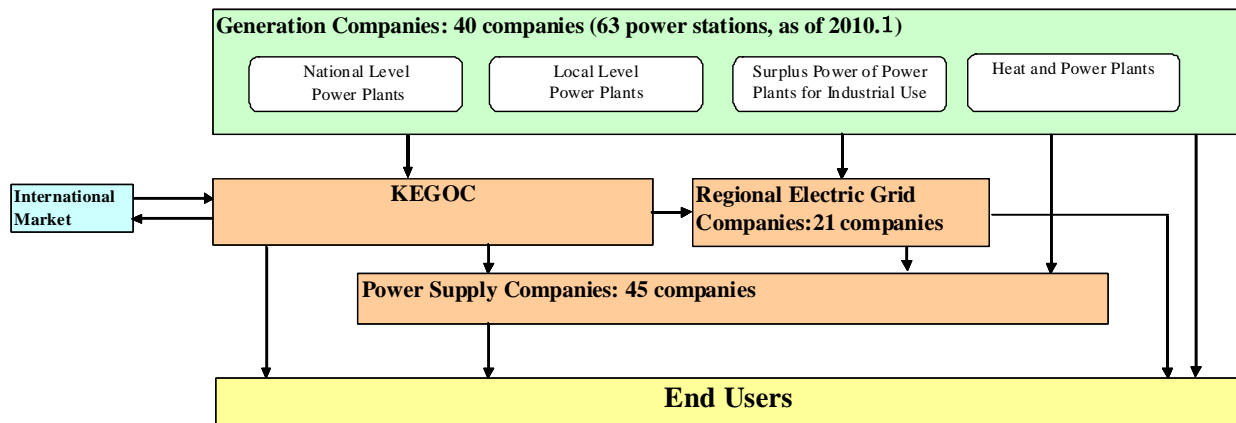 Generation Companies: 40 companies (63 power stations, as of 2010.1)
National Level
Power Plants
Local Level
Power Plants
Surplus Power of Power
Plants for Industrial Use
Heat and Power Plants
International
Market
KEGOC
Regional Electric Grid
Companies:21 companies
Power Supply Companies: 45 companies
End Users